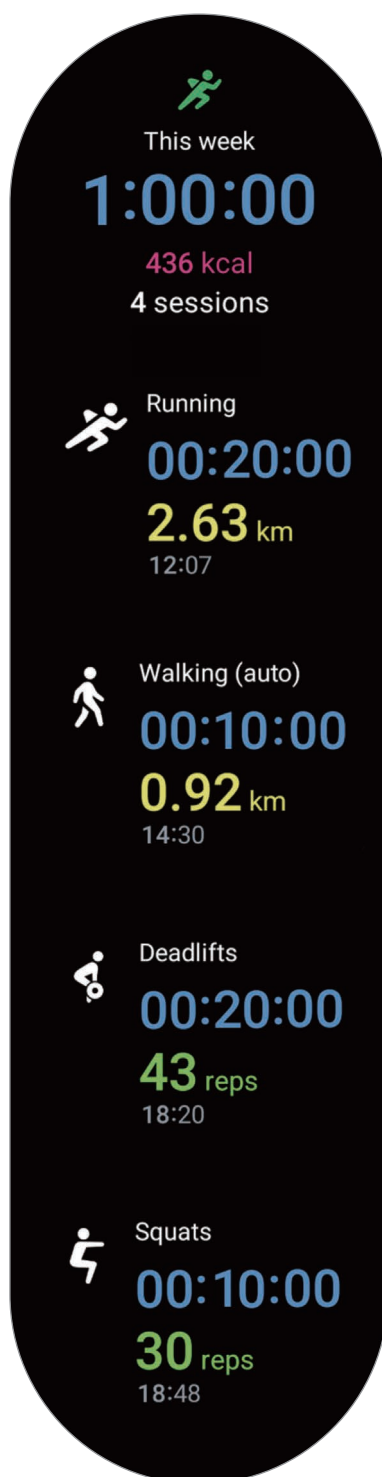 This week
1:00:00
436 kcal
4 sessions
Running
00:20:00
2.63 km
12:07
Walking (auto)
00:10:00
0.92 km
14:30
Deadlifts
00:20:00
43 reps
18:20
Squats
00:10:00
30 reps
18:48